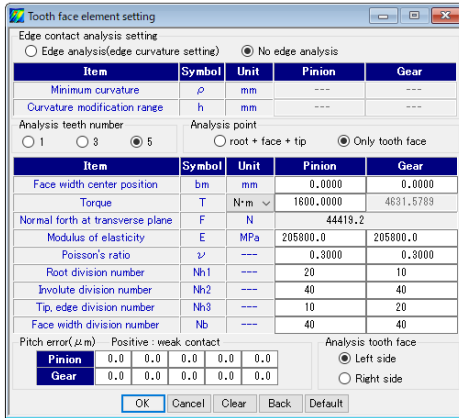 Tooth face element setting
Edge contact analysis setting
Edge analysis(edge curvature setting) No edge analysis
Item Symbol Unit Pinion Gear
Minimum curvature ρ mm --- ---
Curvature modification range h mm --- ---
Analysis teeth number Analysis point
1 3 5 root + face + tip Only tooth face
Item Symbol Unit Pinion Gear
Face width center position bm mm 0.0000 0.0000
Torque T N·m 1600.0000 4631.5789
Normal forth at transverse plane F N 44419.2
Modulus of elasticity E MPa 205800.0 205800.0
Poisson's ratio ν --- 0.3000 0.3000
Root division number Nh1 --- 20 10
Involute division number Nh2 --- 40 40
Tip, edge division number Nh3 --- 10 20
Face width division number Nb --- 40 40
Pitch error(μm) Positive : weak contact Analysis tooth face
Pinion 0.0 0.0 0.0 0.0 0.0 Left side
Gear 0.0 0.0 0.0 0.0 0.0 Right side
OK Cancel Clear Back Default